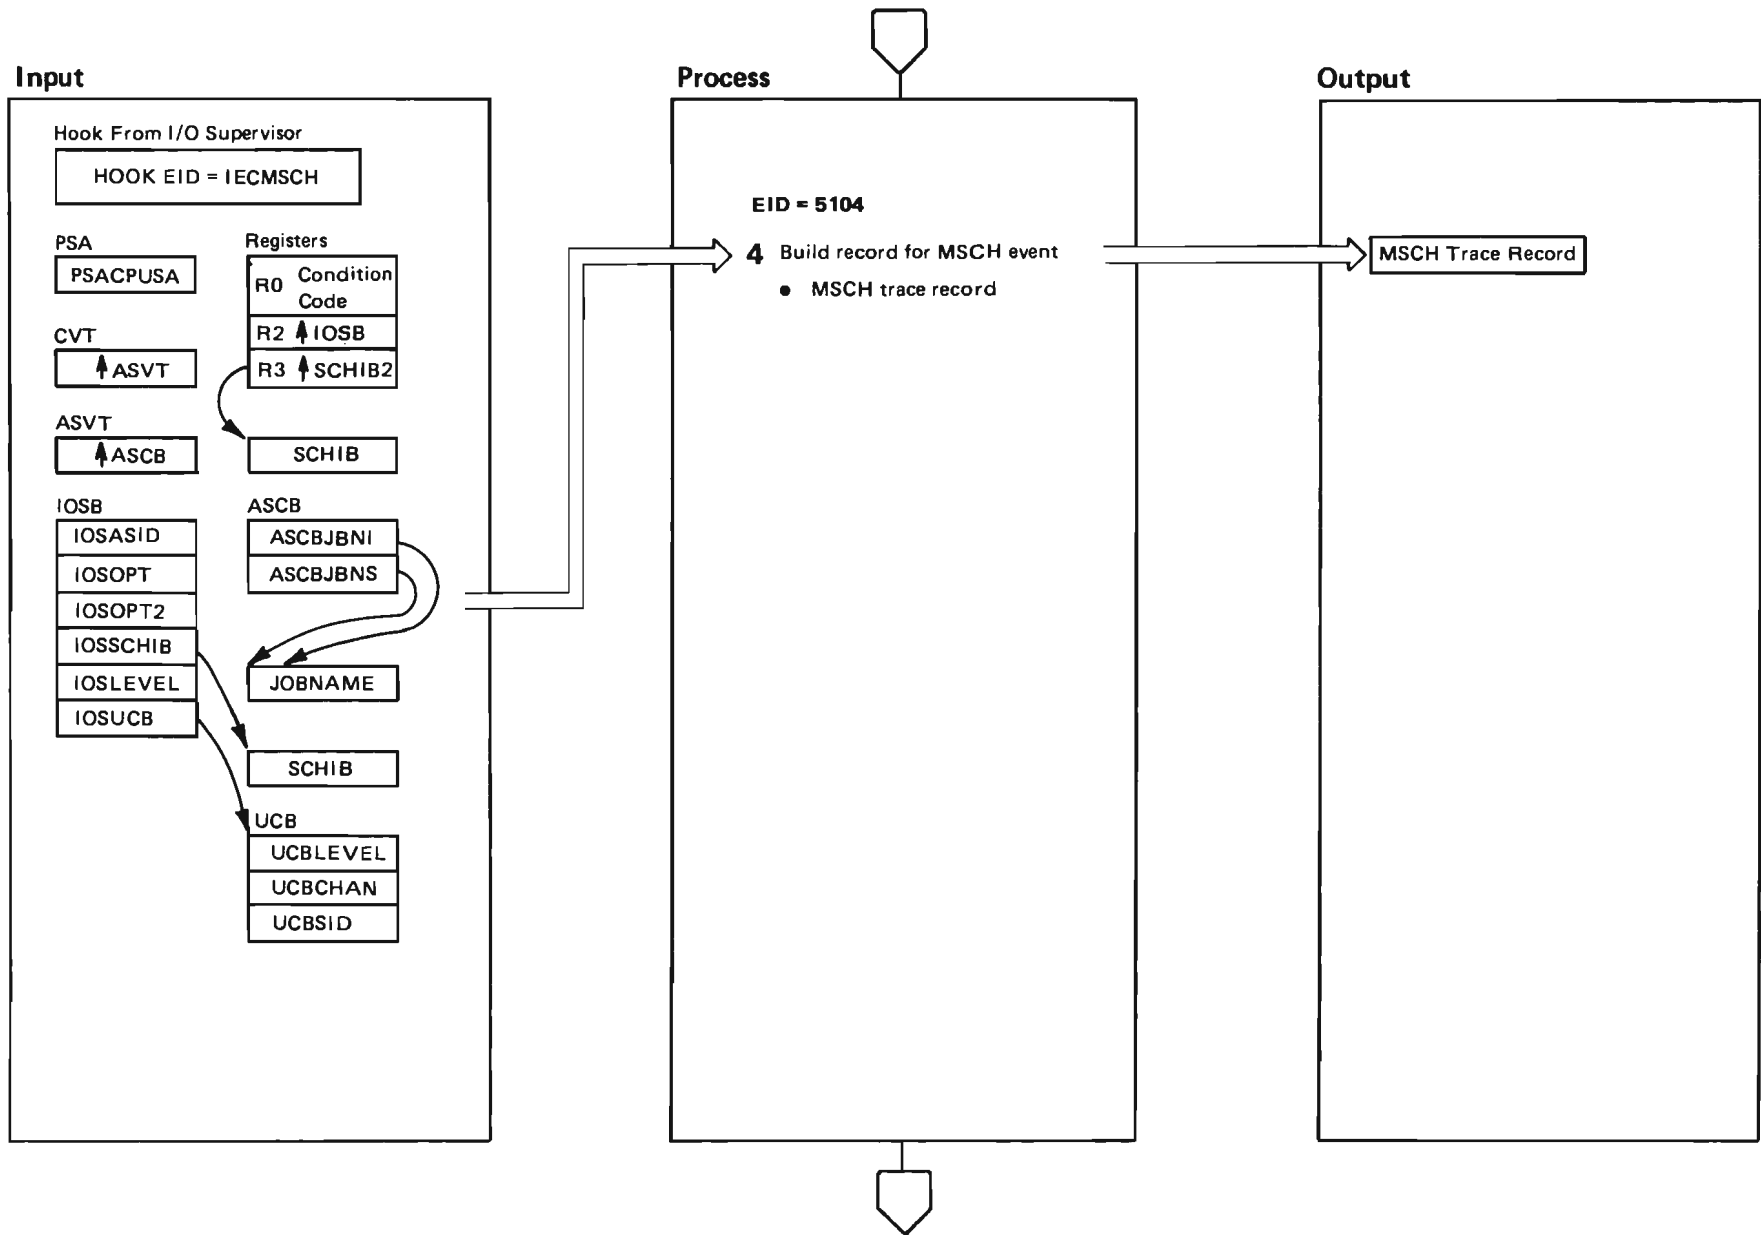 Input
Hook From I/O Supervisor
HOOK EID = IECMSCH
PSA
PSACPUSA
CVT
↑ASVT
ASVT
↑ASCB
IOSB
IOSASID
IOSOPT
IOSOPT2
IOSSCHIB
IOSLEVEL
IOSUCB
Registers
R0 Condition
Code
R2 ↑IOSB
R3 ↑SCHIB2
SCHIB
ASCB
ASCBJBNI
ASCBJBNS
JOBNAME
SCHIB
UCB
UCBLEVEL
UCBCHAN
UCBSID
Process
EID = 5104
4 Build record for MSCH event
• MSCH trace record
Output
MSCH Trace Record